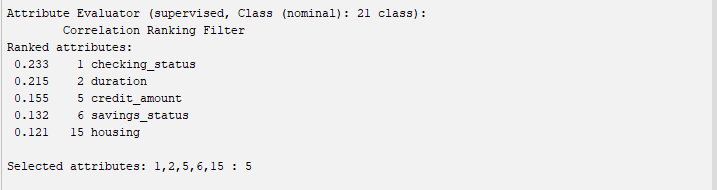 Attribute Evaluator (supervised, Class (nominal): 21 class):
Correlation Ranking Filter
Ranked attributes:
0.233 1 checking_status
0.215 2 duration
0.155 5 credit_amount
0.132 6 savings_status
0.121 15 housing
Selected attributes: 1,2,5,6,15 : 5